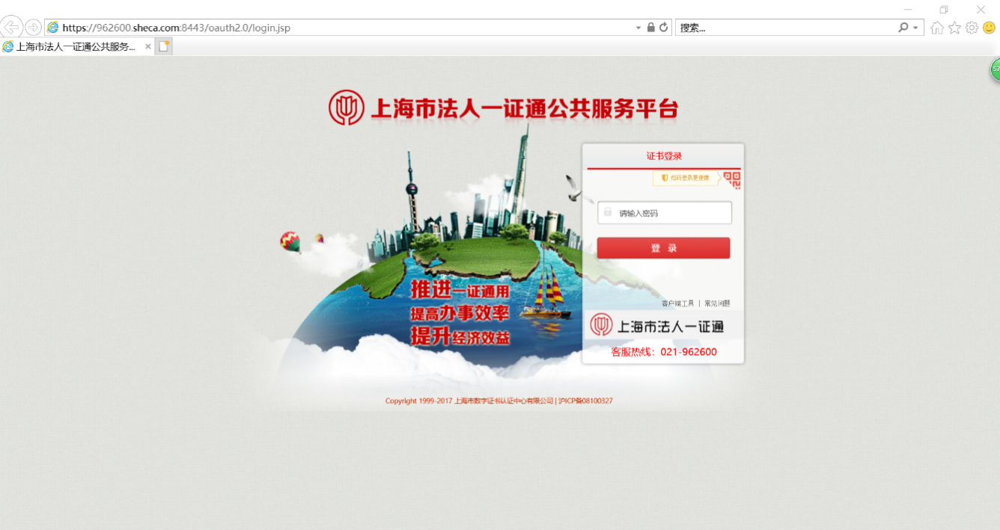 https://962600.sheca.com:8443/oauth2.0/login.jsp
搜索...
上海市法人一证通公共服务...
57
上海市法人一证通公共服务平台
证书登录
扫码登录更便捷
请输入密码
登 录
推进一证通用
提高办事效率
提升经济效益
客户端工具 | 常见问题
上海市法人一证通
客服热线：021-962600
Copyright 1999-2017 上海市数字证书认证中心有限公司 | 沪ICP备08100327